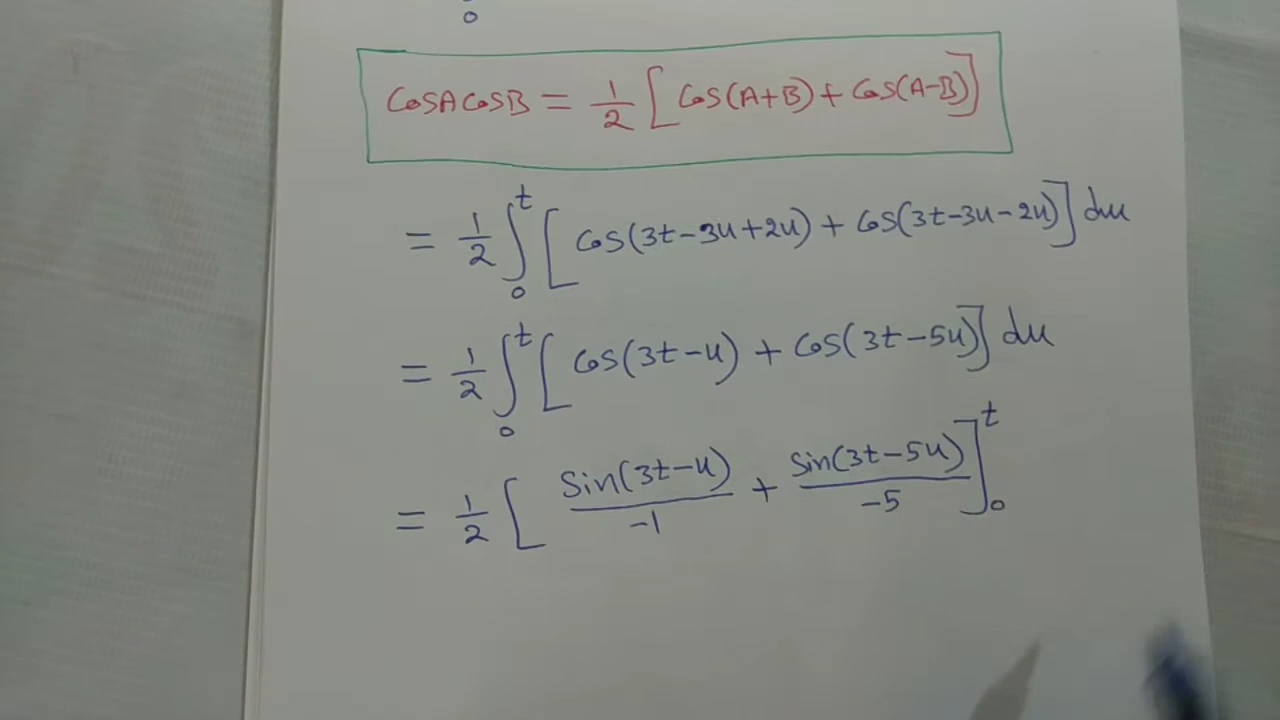 0
CosA CosB = 1/2 [Cos(A+B) + Cos(A-B)]
= 1/2 ∫₀ᵗ [Cos(3t-3u+2u) + Cos(3t-3u-2u)] du
= 1/2 ∫₀ᵗ [Cos(3t-u) + Cos(3t-5u)] du
= 1/2 [Sin(3t-u)/-1 + Sin(3t-5u)/-5]₀ᵗ